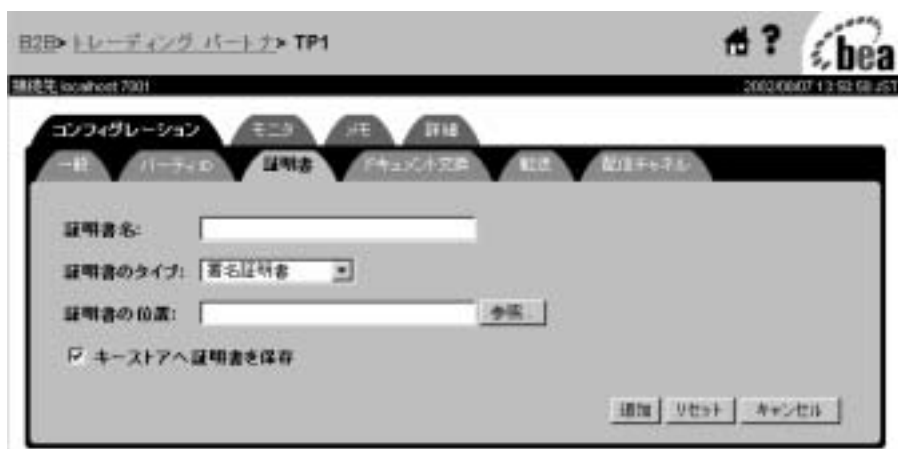 B2B> トレーディング パートナ> TP1
?
bea
接続先 localhost:7001
2002/08/07 13:53:58 JST
コンフィグレーション モニタ メモ 詳細
一般 パーティ ID 証明書 ドキュメント交換 転送 配信チャネル
証明書名:
証明書のタイプ: 署名証明書
証明書の位置: 参照...
キーストアへ証明書を保存
追加 リセット キャンセル